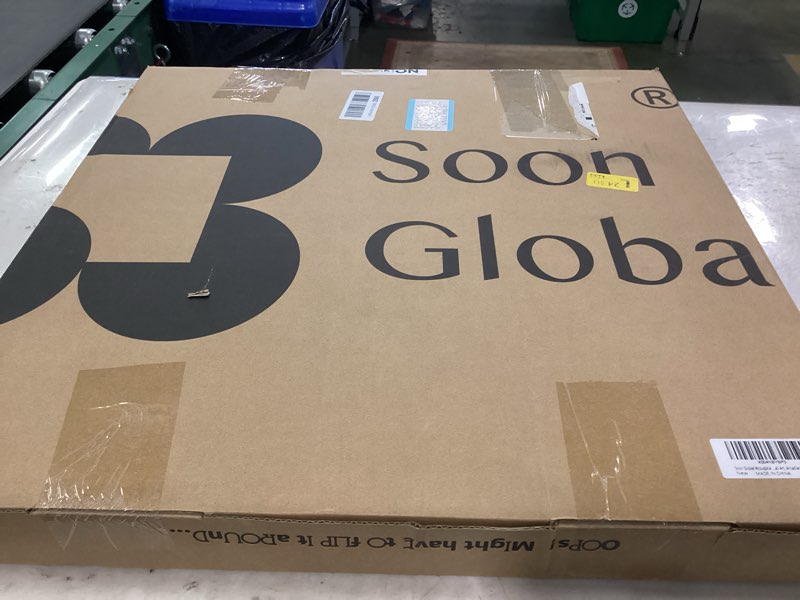 ®
Soon
Globa
MADE IN CHINA
OOPs! MIght havE tO fLIP It aROUnD...